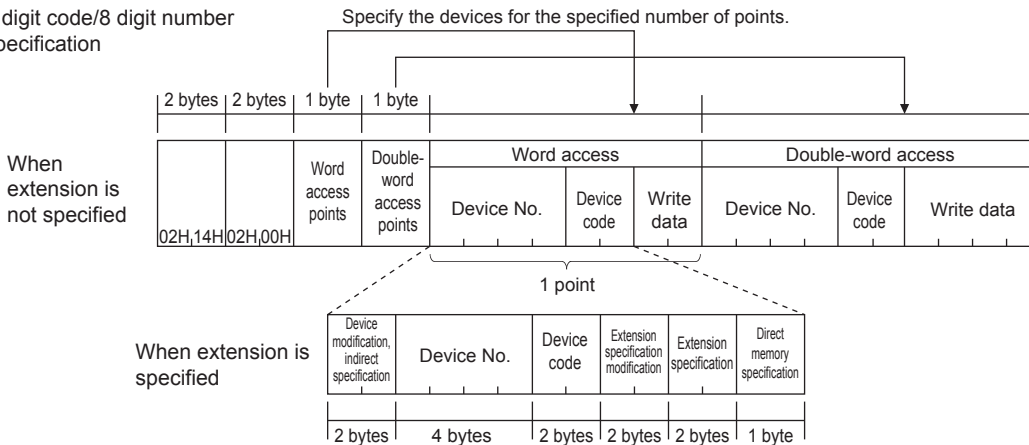 digit code/8 digit number
Specify the devices for the specified number of points.
2 bytes 2 bytes 1 byte 1 byte
When
extension is
not specified
02H,14H 02H,00H
Word
access
points
Double-
word
access
points
Word access
Device No.
Device
code
Write
data
Double-word access
Device No.
Device
code
Write data
1 point
When extension is
specified
Device
modification,
indirect
specification
Device No.
Device
code
Extension
specification
modification
Extension
specification
Direct
memory
specification
2 bytes 4 bytes 2 bytes 2 bytes 2 bytes 1 byte